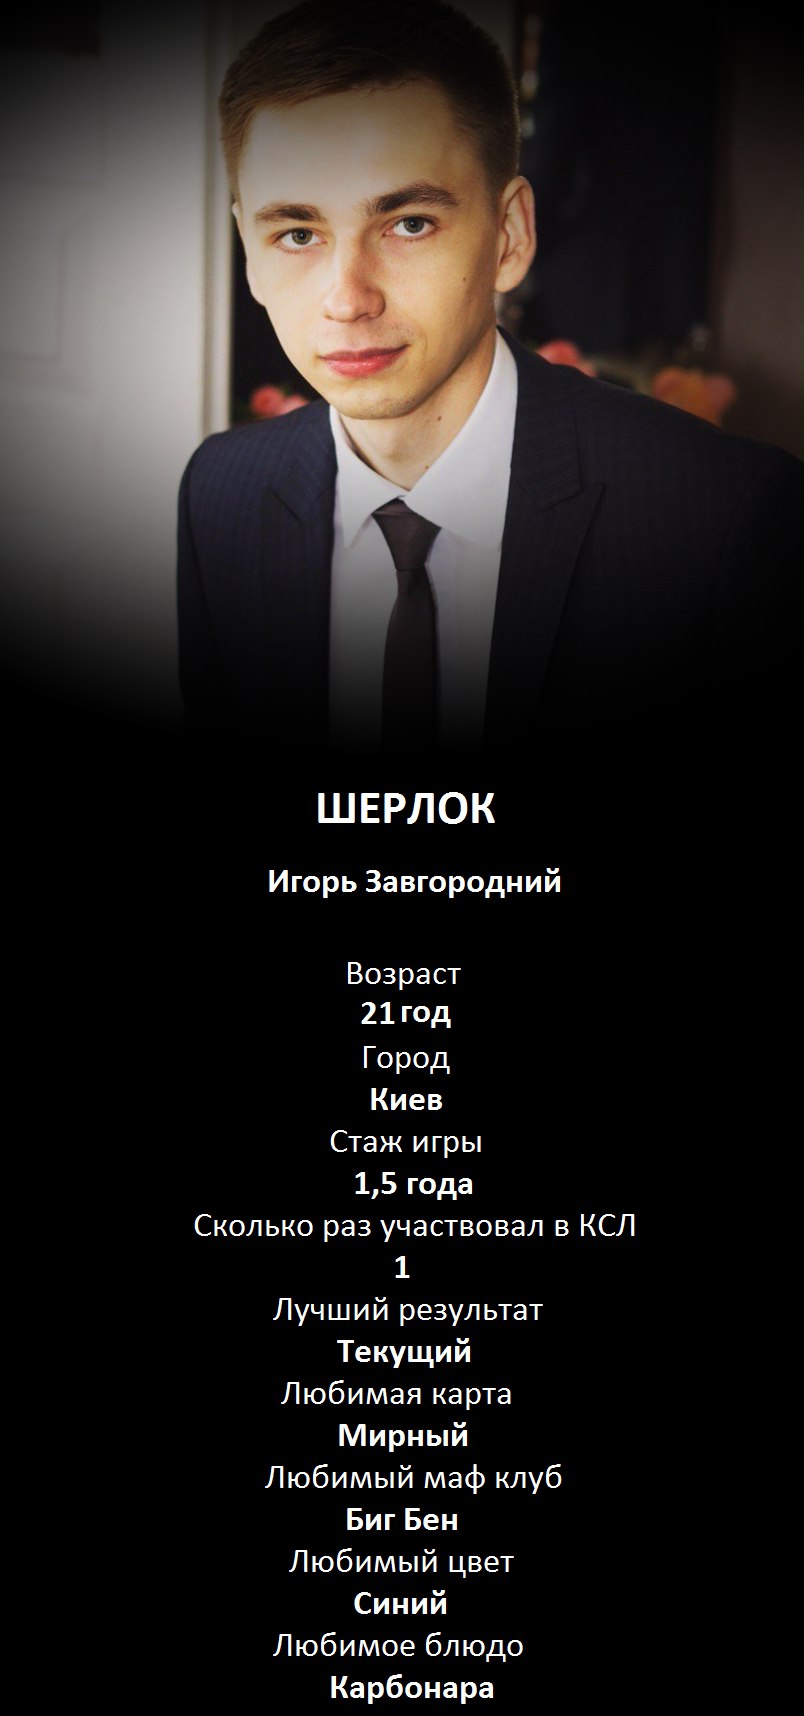 ШЕРЛОК
Игорь Завгородний
Возраст
21 год
Город
Киев
Стаж игры
1,5 года
Сколько раз участвовал в КСЛ
1
Лучший результат
Текущий
Любимая карта
Мирный
Любимый маф клуб
Биг Бен
Любимый цвет
Синий
Любимое блюдо
Карбонара